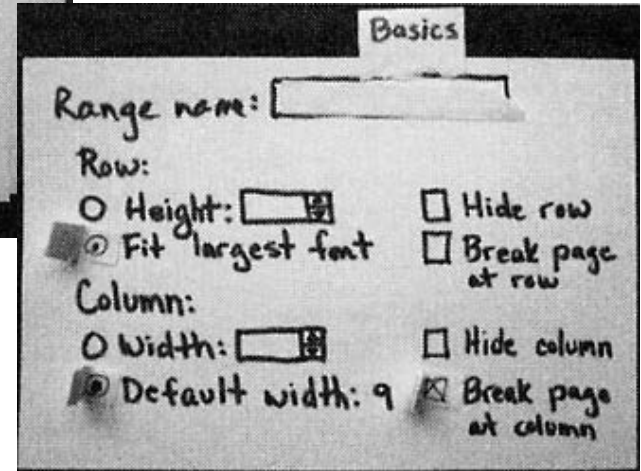 Basics
Range name:
Row:
Height:
Hide row
Fit largest font
Break page
at row
Column:
Width:
Hide column
Default width: 9
Break page
at column